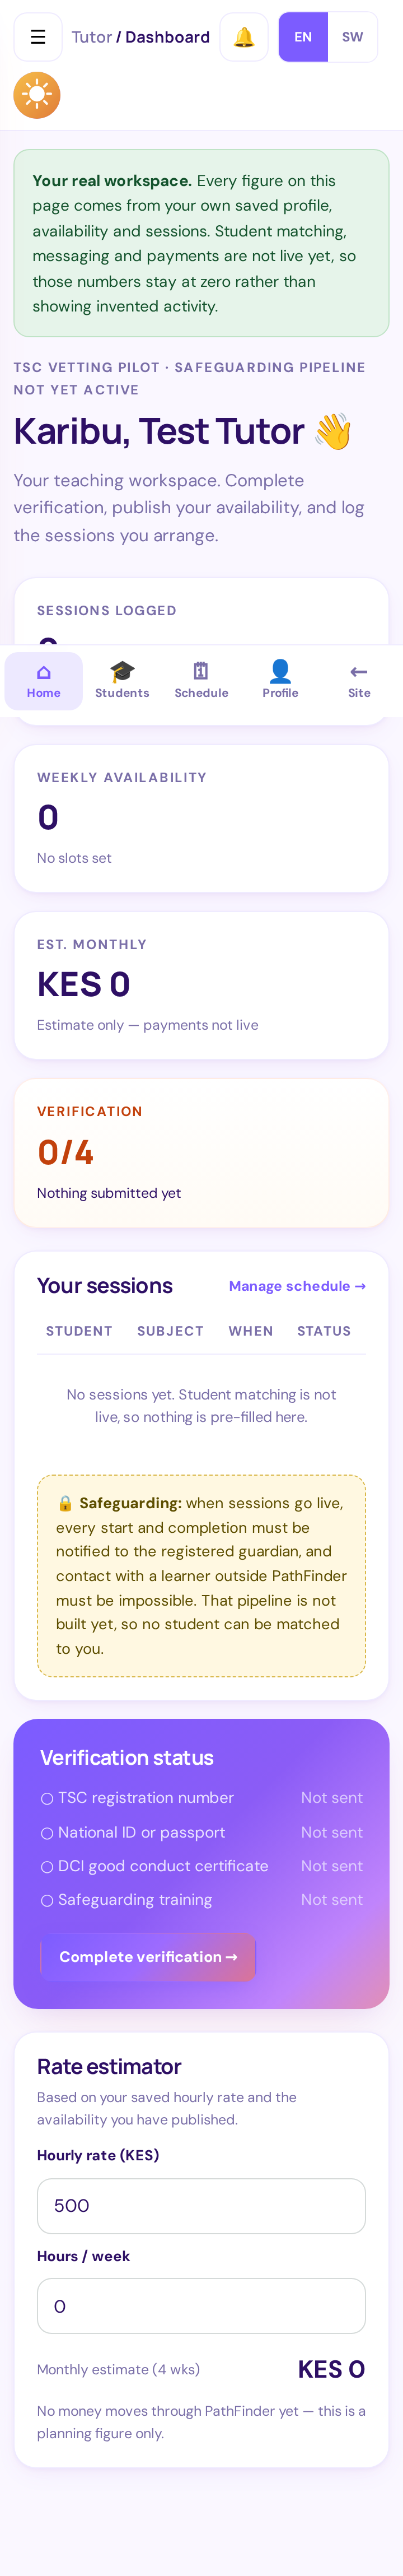 ☰ Tutor / Dashboard 🔔 EN SW
Your real workspace. Every figure on this
page comes from your own saved profile,
availability and sessions. Student matching,
messaging and payments are not live yet, so
those numbers stay at zero rather than
showing invented activity.
TSC VETTING PILOT · SAFEGUARDING PIPELINE
NOT YET ACTIVE
Karibu, Test Tutor 👋
Your teaching workspace. Complete
verification, publish your availability, and log
the sessions you arrange.
SESSIONS LOGGED
Home Students Schedule Profile Site
WEEKLY AVAILABILITY
0
No slots set
EST. MONTHLY
KES 0
Estimate only — payments not live
VERIFICATION
0/4
Nothing submitted yet
Your sessions Manage schedule →
STUDENT SUBJECT WHEN STATUS
No sessions yet. Student matching is not
live, so nothing is pre-filled here.
🔒 Safeguarding: when sessions go live,
every start and completion must be
notified to the registered guardian, and
contact with a learner outside PathFinder
must be impossible. That pipeline is not
built yet, so no student can be matched
to you.
Verification status
○ TSC registration number Not sent
○ National ID or passport Not sent
○ DCI good conduct certificate Not sent
○ Safeguarding training Not sent
Complete verification →
Rate estimator
Based on your saved hourly rate and the
availability you have published.
Hourly rate (KES)
500
Hours / week
0
Monthly estimate (4 wks) KES 0
No money moves through PathFinder yet — this is a
planning figure only.